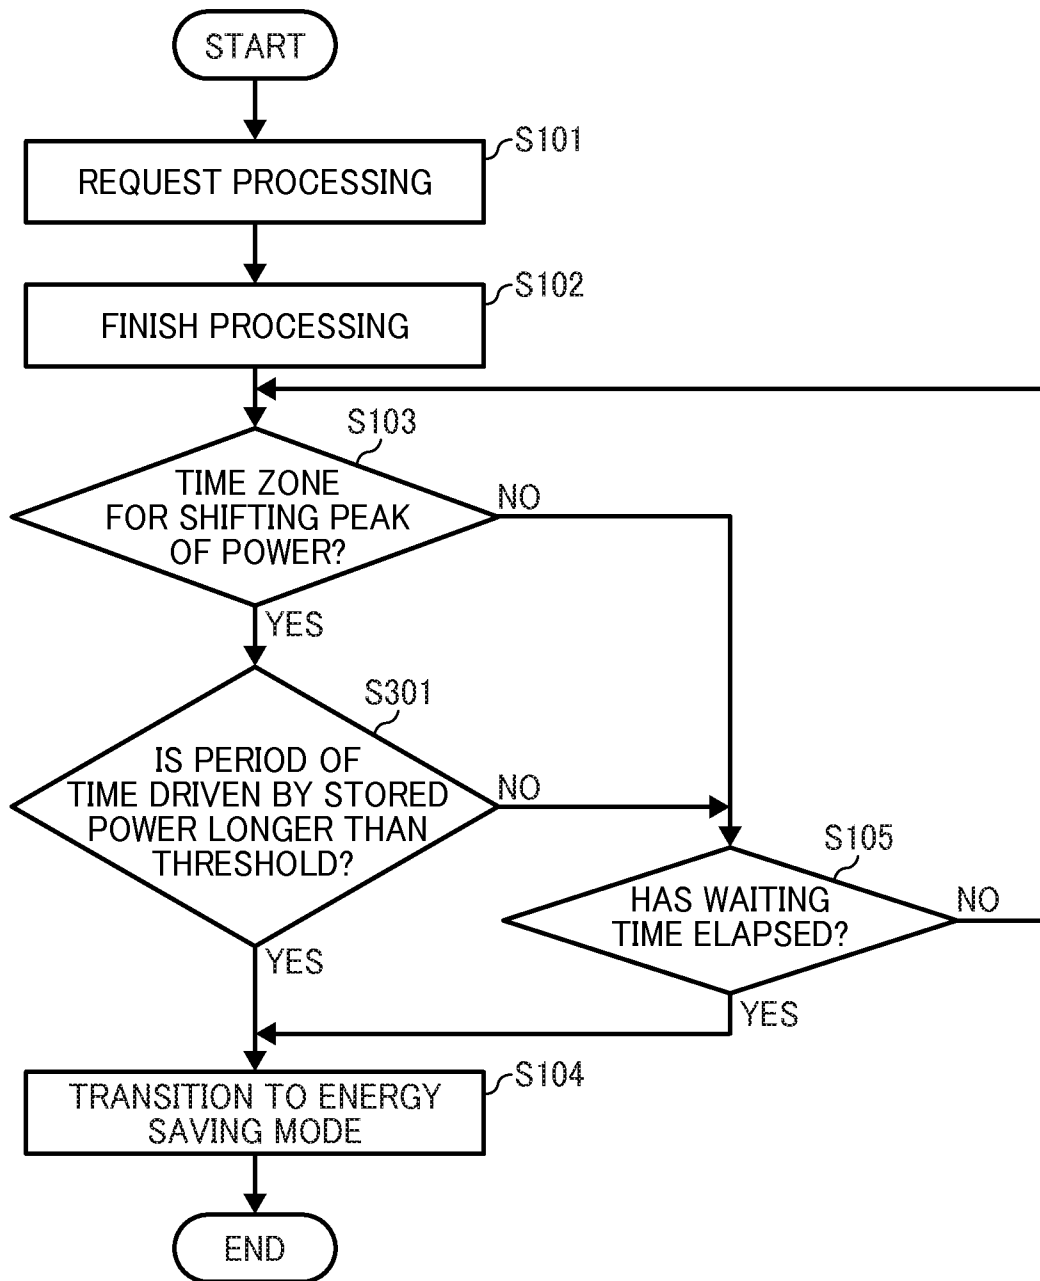 START
S101
REQUEST PROCESSING
S102
FINISH PROCESSING
S103
TIME ZONE
FOR SHIFTING PEAK
OF POWER?
NO
YES
S301
IS PERIOD OF
TIME DRIVEN BY STORED
POWER LONGER THAN
THRESHOLD?
NO
YES
S105
HAS WAITING
TIME ELAPSED?
NO
YES
S104
TRANSITION TO ENERGY
SAVING MODE
END